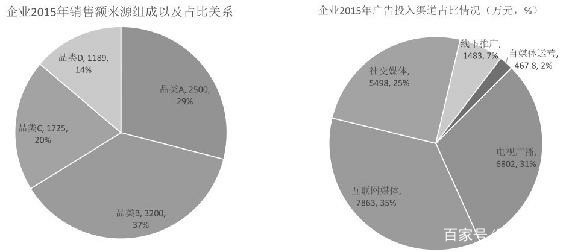 企业2015年销售额来源组成以及占比关系
品类D, 1189,
14%
品类A, 2500,
29%
品类C, 1725,
20%
品类B, 3200,
37%
企业2015年广告投入渠道占比情况（万元，%）
线下推广,
1483, 7%
自媒体运营,
467.8, 2%
社交媒体,
5498, 25%
电视广播,
6802, 31%
互联网媒体,
7863, 35%
百家号/